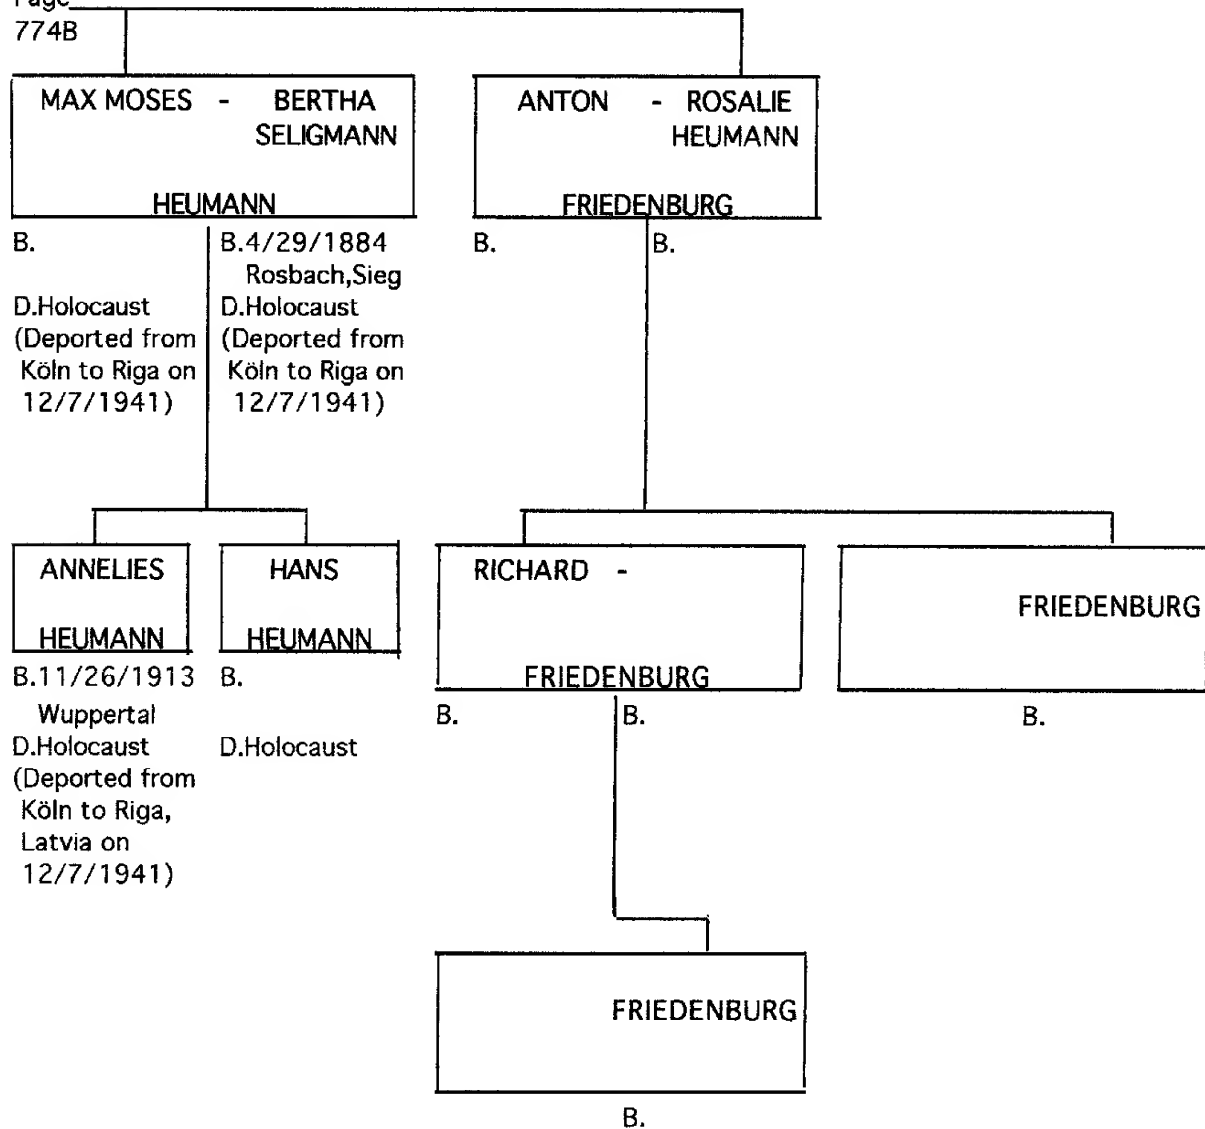 Page
774B
MAX MOSES - BERTHA
SELIGMANN
HEUMANN
B.
D.Holocaust
(Deported from
Köln to Riga on
12/7/1941)
B.4/29/1884
Rosbach,Sieg
D.Holocaust
(Deported from
Köln to Riga on
12/7/1941)
ANTON - ROSALIE
HEUMANN
FRIEDENBURG
B.
B.
ANNELIES
HEUMANN
B.11/26/1913
Wuppertal
D.Holocaust
(Deported from
Köln to Riga,
Latvia on
12/7/1941)
HANS
HEUMANN
B.
D.Holocaust
RICHARD -
FRIEDENBURG
B.
B.
FRIEDENBURG
B.
FRIEDENBURG
B.